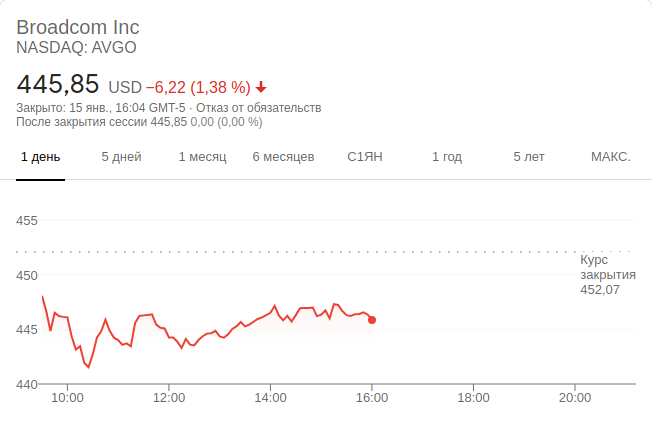 Broadcom Inc
NASDAQ: AVGO
445,85 USD −6,22 (1,38 %)
Закрыто: 15 янв., 16:04 GMT-5 · Отказ от обязательств
После закрытия сессии 445,85 0,00 (0,00 %)
1 день 5 дней 1 месяц 6 месяцев С1ЯН 1 год 5 лет МАКС.
455
Курс
закрытия
452,07
450
445
440
10:00 12:00 14:00 16:00 18:00 20:00